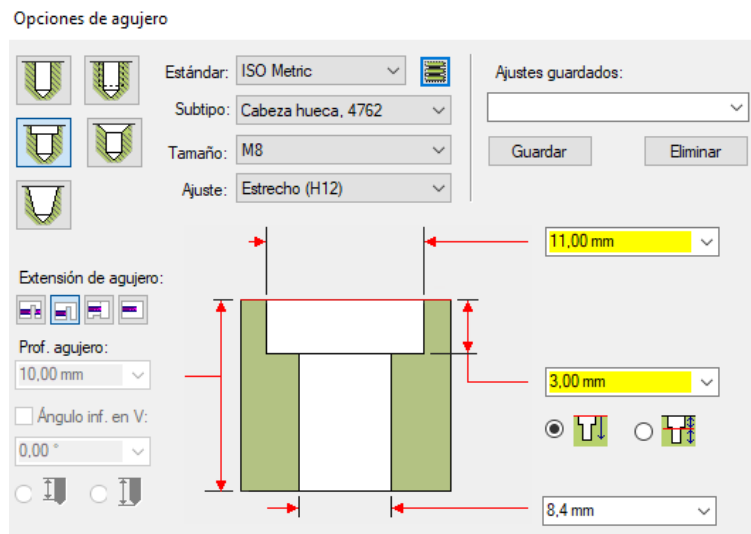 Opciones de agujero
Estándar: ISO Metric
Subtipo: Cabeza hueca, 4762
Tamaño: M8
Ajuste: Estrecho (H12)
Ajustes guardados:
Guardar Eliminar
11,00 mm
Extensión de agujero:
Prof. agujero:
10,00 mm
3,00 mm
Ángulo inf. en V:
0,00 °
8,4 mm